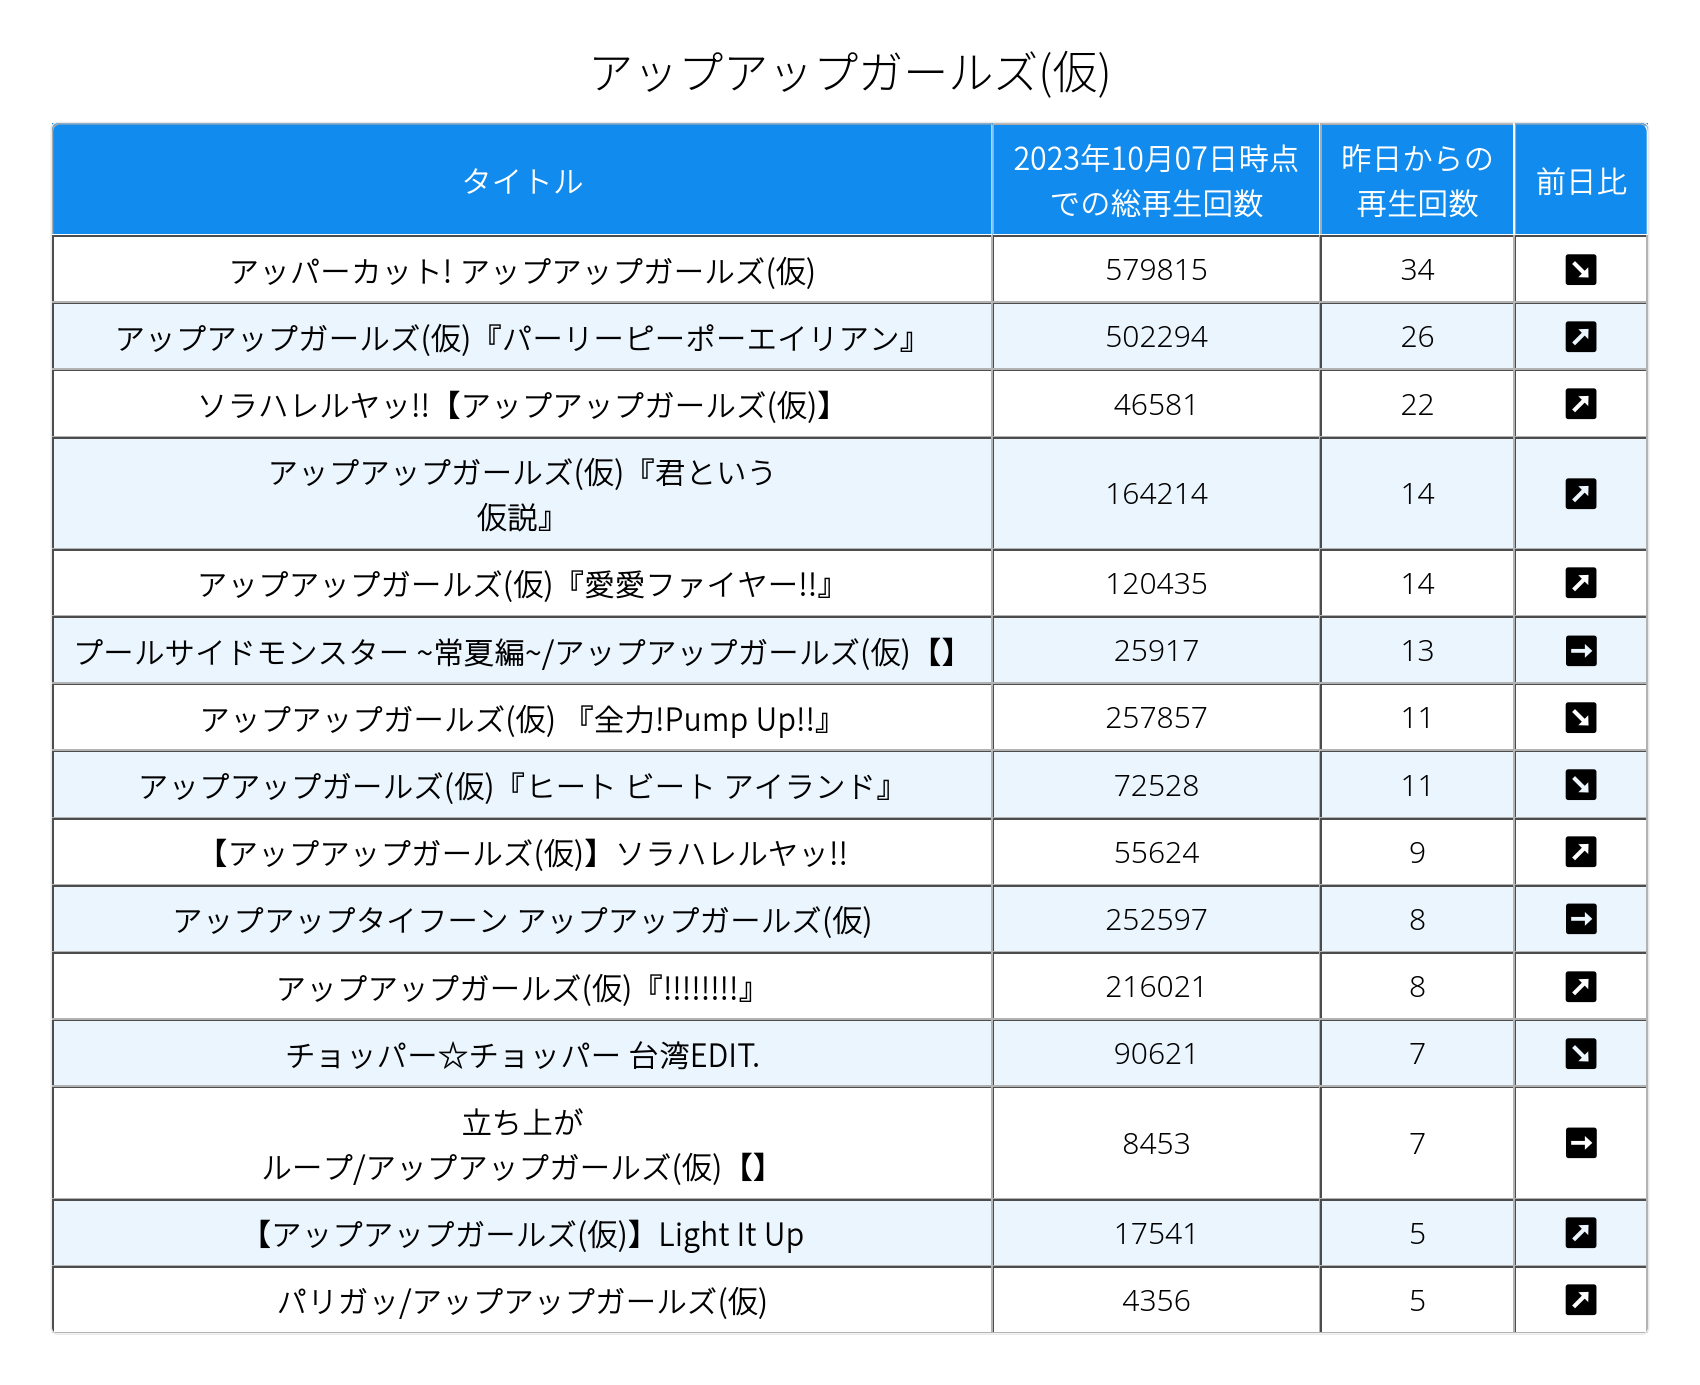 アップアップガールズ(仮)
タイトル
2023年10月07日時点
での総再生回数
昨日からの
再生回数
前日比
アッパーカット! アップアップガールズ(仮) 579815 34 ↘
アップアップガールズ(仮)『パーリーピーポーエイリアン』 502294 26 ↗
ソラハレルヤッ!!【アップアップガールズ(仮)】 46581 22 ↗
アップアップガールズ(仮)『君という
仮説』 164214 14 ↗
アップアップガールズ(仮)『愛愛ファイヤー!!』 120435 14 ↗
プールサイドモンスター ~常夏編~/アップアップガールズ(仮)【】 25917 13 →
アップアップガールズ(仮) 『全力!Pump Up!!』 257857 11 ↘
アップアップガールズ(仮)『ヒート ビート アイランド』 72528 11 ↘
【アップアップガールズ(仮)】ソラハレルヤッ!! 55624 9 ↗
アップアップタイフーン アップアップガールズ(仮) 252597 8 →
アップアップガールズ(仮)『!!!!!!!!』 216021 8 ↗
チョッパー☆チョッパー 台湾EDIT. 90621 7 ↘
立ち上が
ループ/アップアップガールズ(仮)【】 8453 7 →
【アップアップガールズ(仮)】Light It Up 17541 5 ↗
パリガッ/アップアップガールズ(仮) 4356 5 ↗